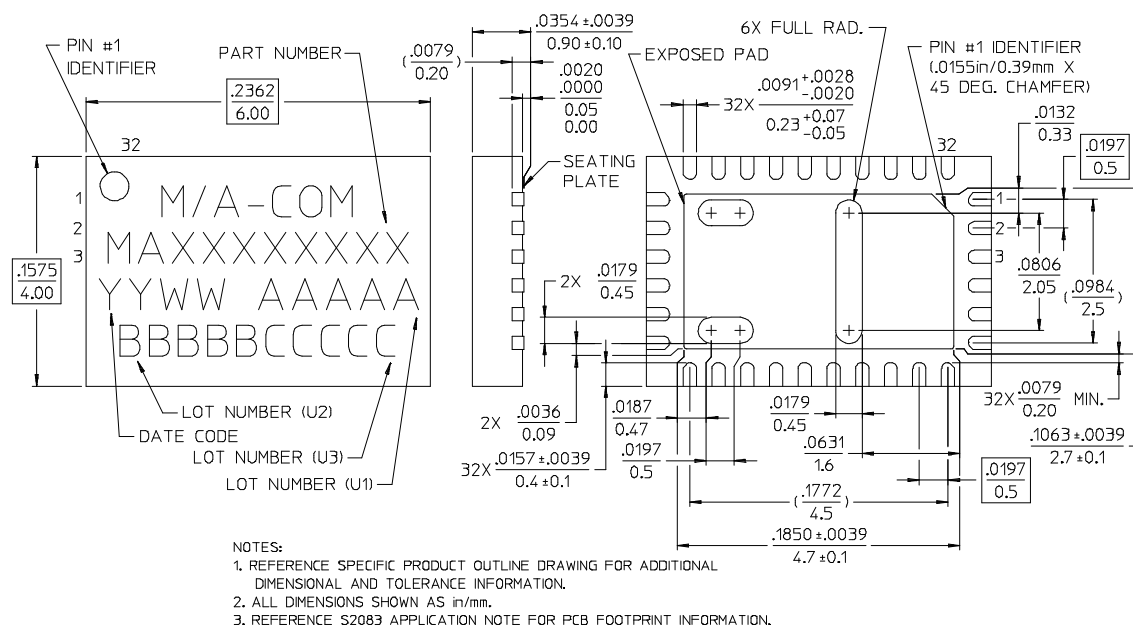 PIN #1
IDENTIFIER
PART NUMBER
.2362
6.00
32
1
2
3
.1575
4.00
M/A-COM
MAXXXXXXXXX
YYWW AAAAA
BBBBBCCCCC
LOT NUMBER (U2)
DATE CODE
LOT NUMBER (U3)
LOT NUMBER (U1)
.0354±.0039
0.90±0.10
(.0079
0.20)
.0020
.0000
0.05
0.00
SEATING
PLATE
2X .0179
0.45
2X .0036
0.09
32X .0157±.0039
0.4±0.1
6X FULL RAD.
EXPOSED PAD
32X .0091+.0028
-.0020
0.23+0.07
-0.05
PIN #1 IDENTIFIER
(.0155in/0.39mm X
45 DEG. CHAMFER)
32
.0132
0.33
.0197
0.5
1
2
3
.0806
2.05
(.0984
2.5)
32X .0079 MIN.
0.20
.1063±.0039
2.7±0.1
.0187
0.47
.0197
0.5
.0179
0.45
.0631
1.6
.0197
0.5
(.1772
4.5)
.1850±.0039
4.7±0.1
NOTES:
1. REFERENCE SPECIFIC PRODUCT OUTLINE DRAWING FOR ADDITIONAL
DIMENSIONAL AND TOLERANCE INFORMATION.
2. ALL DIMENSIONS SHOWN AS in/mm.
3. REFERENCE S2083 APPLICATION NOTE FOR PCB FOOTPRINT INFORMATION.